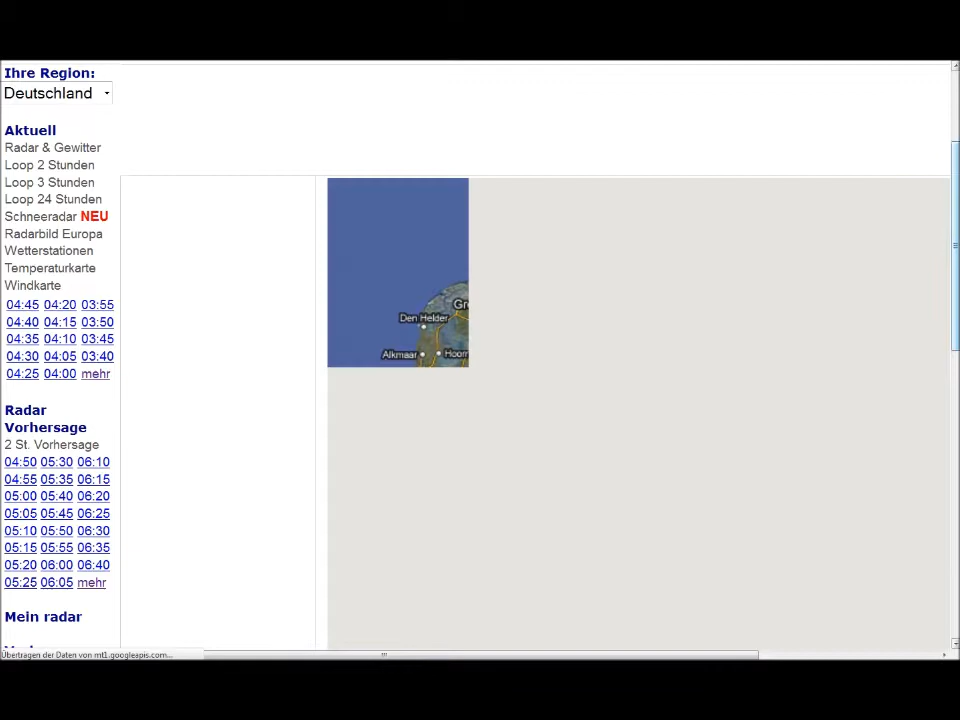 Ihre Region:
Deutschland
Aktuell
Radar & Gewitter
Loop 2 Stunden
Loop 3 Stunden
Loop 24 Stunden
Schneeradar NEU
Radarbild Europa
Wetterstationen
Temperaturkarte
Windkarte
04:45 04:20 03:55
04:40 04:15 03:50
04:35 04:10 03:45
04:30 04:05 03:40
04:25 04:00 mehr
Radar
Vorhersage
2 St. Vorhersage
04:50 05:30 06:10
04:55 05:35 06:15
05:00 05:40 06:20
05:05 05:45 06:25
05:10 05:50 06:30
05:15 05:55 06:35
05:20 06:00 06:40
05:25 06:05 mehr
Mein radar
Gro
Den Helder
Alkmaar
Hoorn
Übertragen der Daten von mt1.googleapis.com...